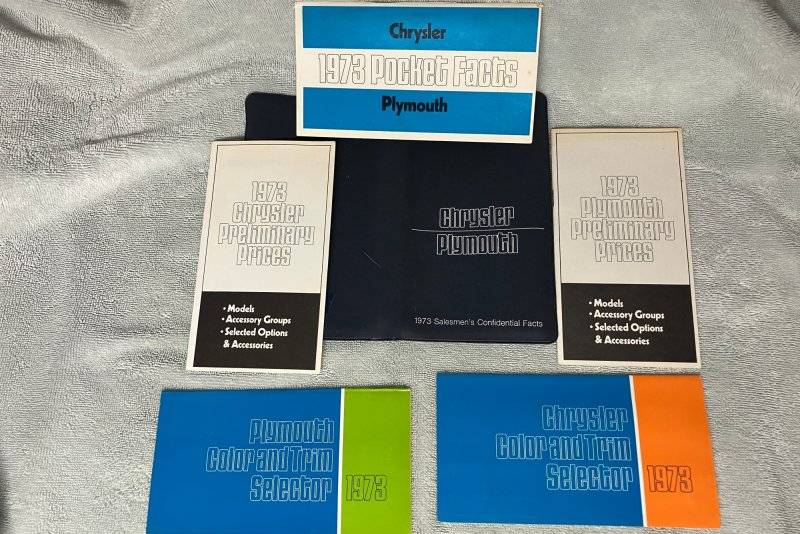 Chrysler
1973 Pocket Facts
Plymouth
1973
Chrysler
Preliminary
Prices
• Models
• Accessory Groups
• Selected Options
& Accessories
Chrysler
Plymouth
1973 Salesmen's Confidential Facts
1973
Plymouth
Preliminary
Prices
• Models
• Accessory Groups
• Selected Options
& Accessories
Plymouth
Color and Trim
Selector
1973
Chrysler
Color and Trim
Selector
1973